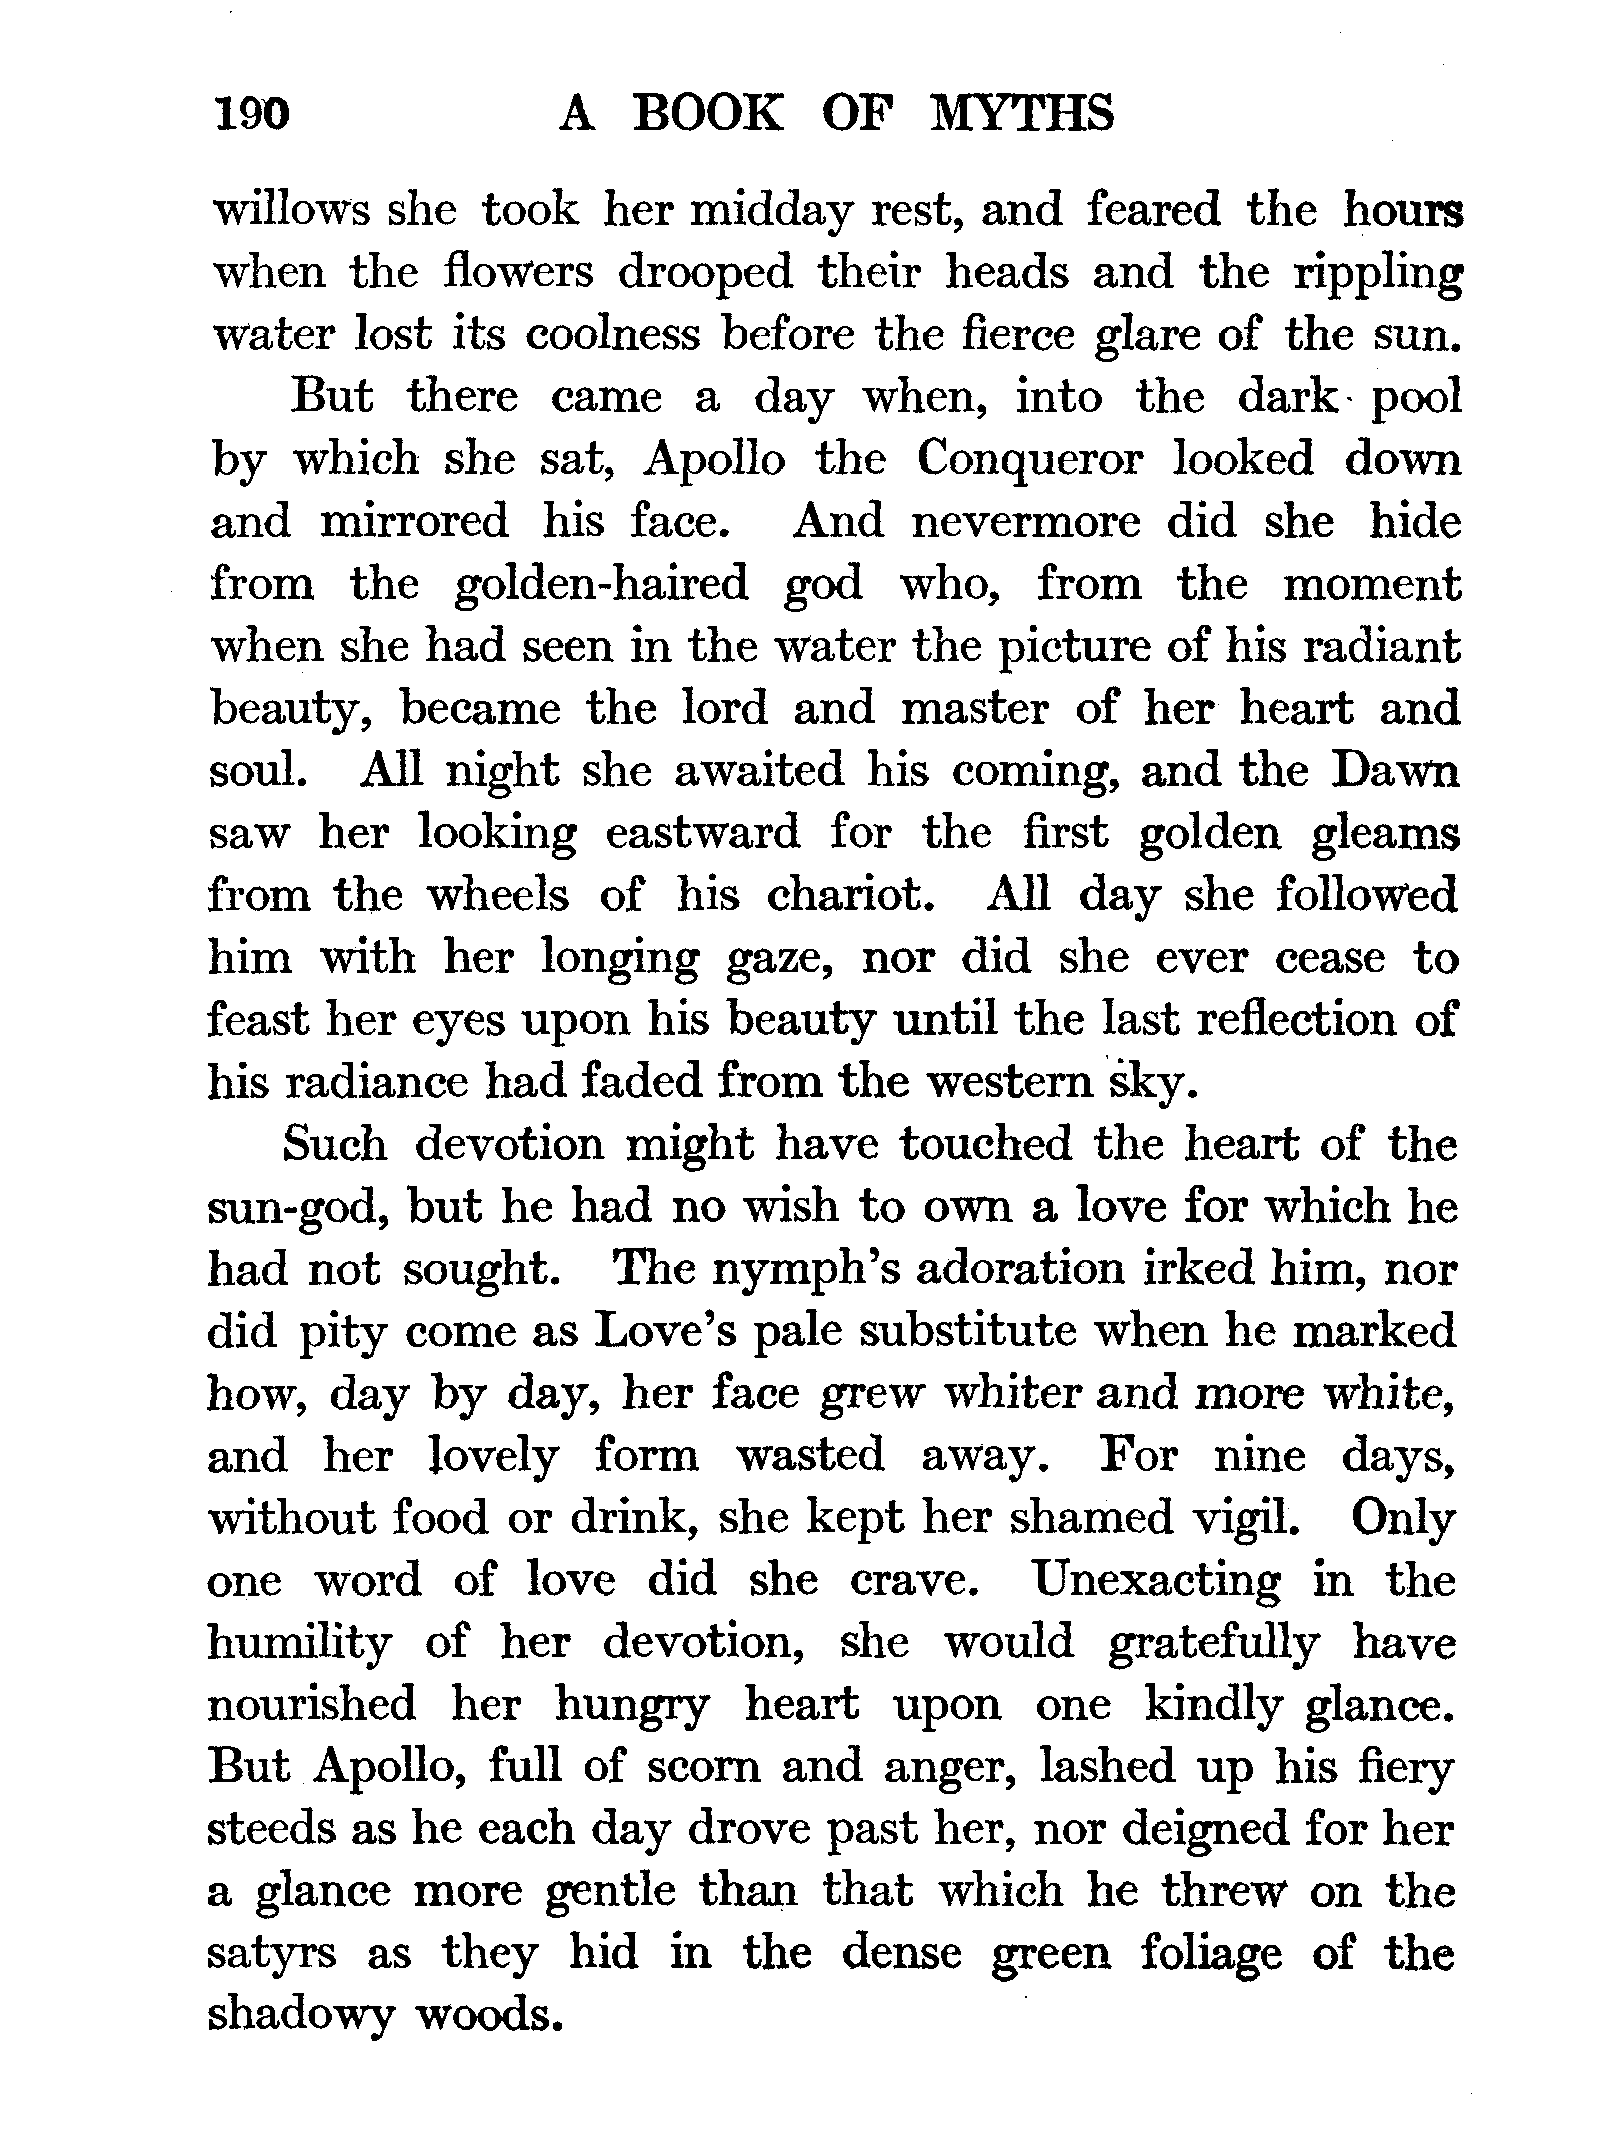 190 A BOOK OF MYTHS
willows she took her midday rest, and feared the hours
when the flowers drooped their heads and the rippling
water lost its coolness before the fierce glare of the sun.
But there came a day when, into the dark pool
by which she sat, Apollo the Conqueror looked down
and mirrored his face. And nevermore did she hide
from the golden-haired god who, from the moment
when she had seen in the water the picture of his radiant
beauty, became the lord and master of her heart and
soul. All night she awaited his coming, and the Dawn
saw her looking eastward for the first golden gleams
from the wheels of his chariot. All day she followed
him with her longing gaze, nor did she ever cease to
feast her eyes upon his beauty until the last reflection of
his radiance had faded from the western sky.
Such devotion might have touched the heart of the
sun-god, but he had no wish to own a love for which he
had not sought. The nymph's adoration irked him, nor
did pity come as Love's pale substitute when he marked
how, day by day, her face grew whiter and more white,
and her lovely form wasted away. For nine days,
without food or drink, she kept her shamed vigil. Only
one word of love did she crave. Unexacting in the
humility of her devotion, she would gratefully have
nourished her hungry heart upon one kindly glance.
But Apollo, full of scorn and anger, lashed up his fiery
steeds as he each day drove past her, nor deigned for her
a glance more gentle than that which he threw on the
satyrs as they hid in the dense green foliage of the
shadowy woods.